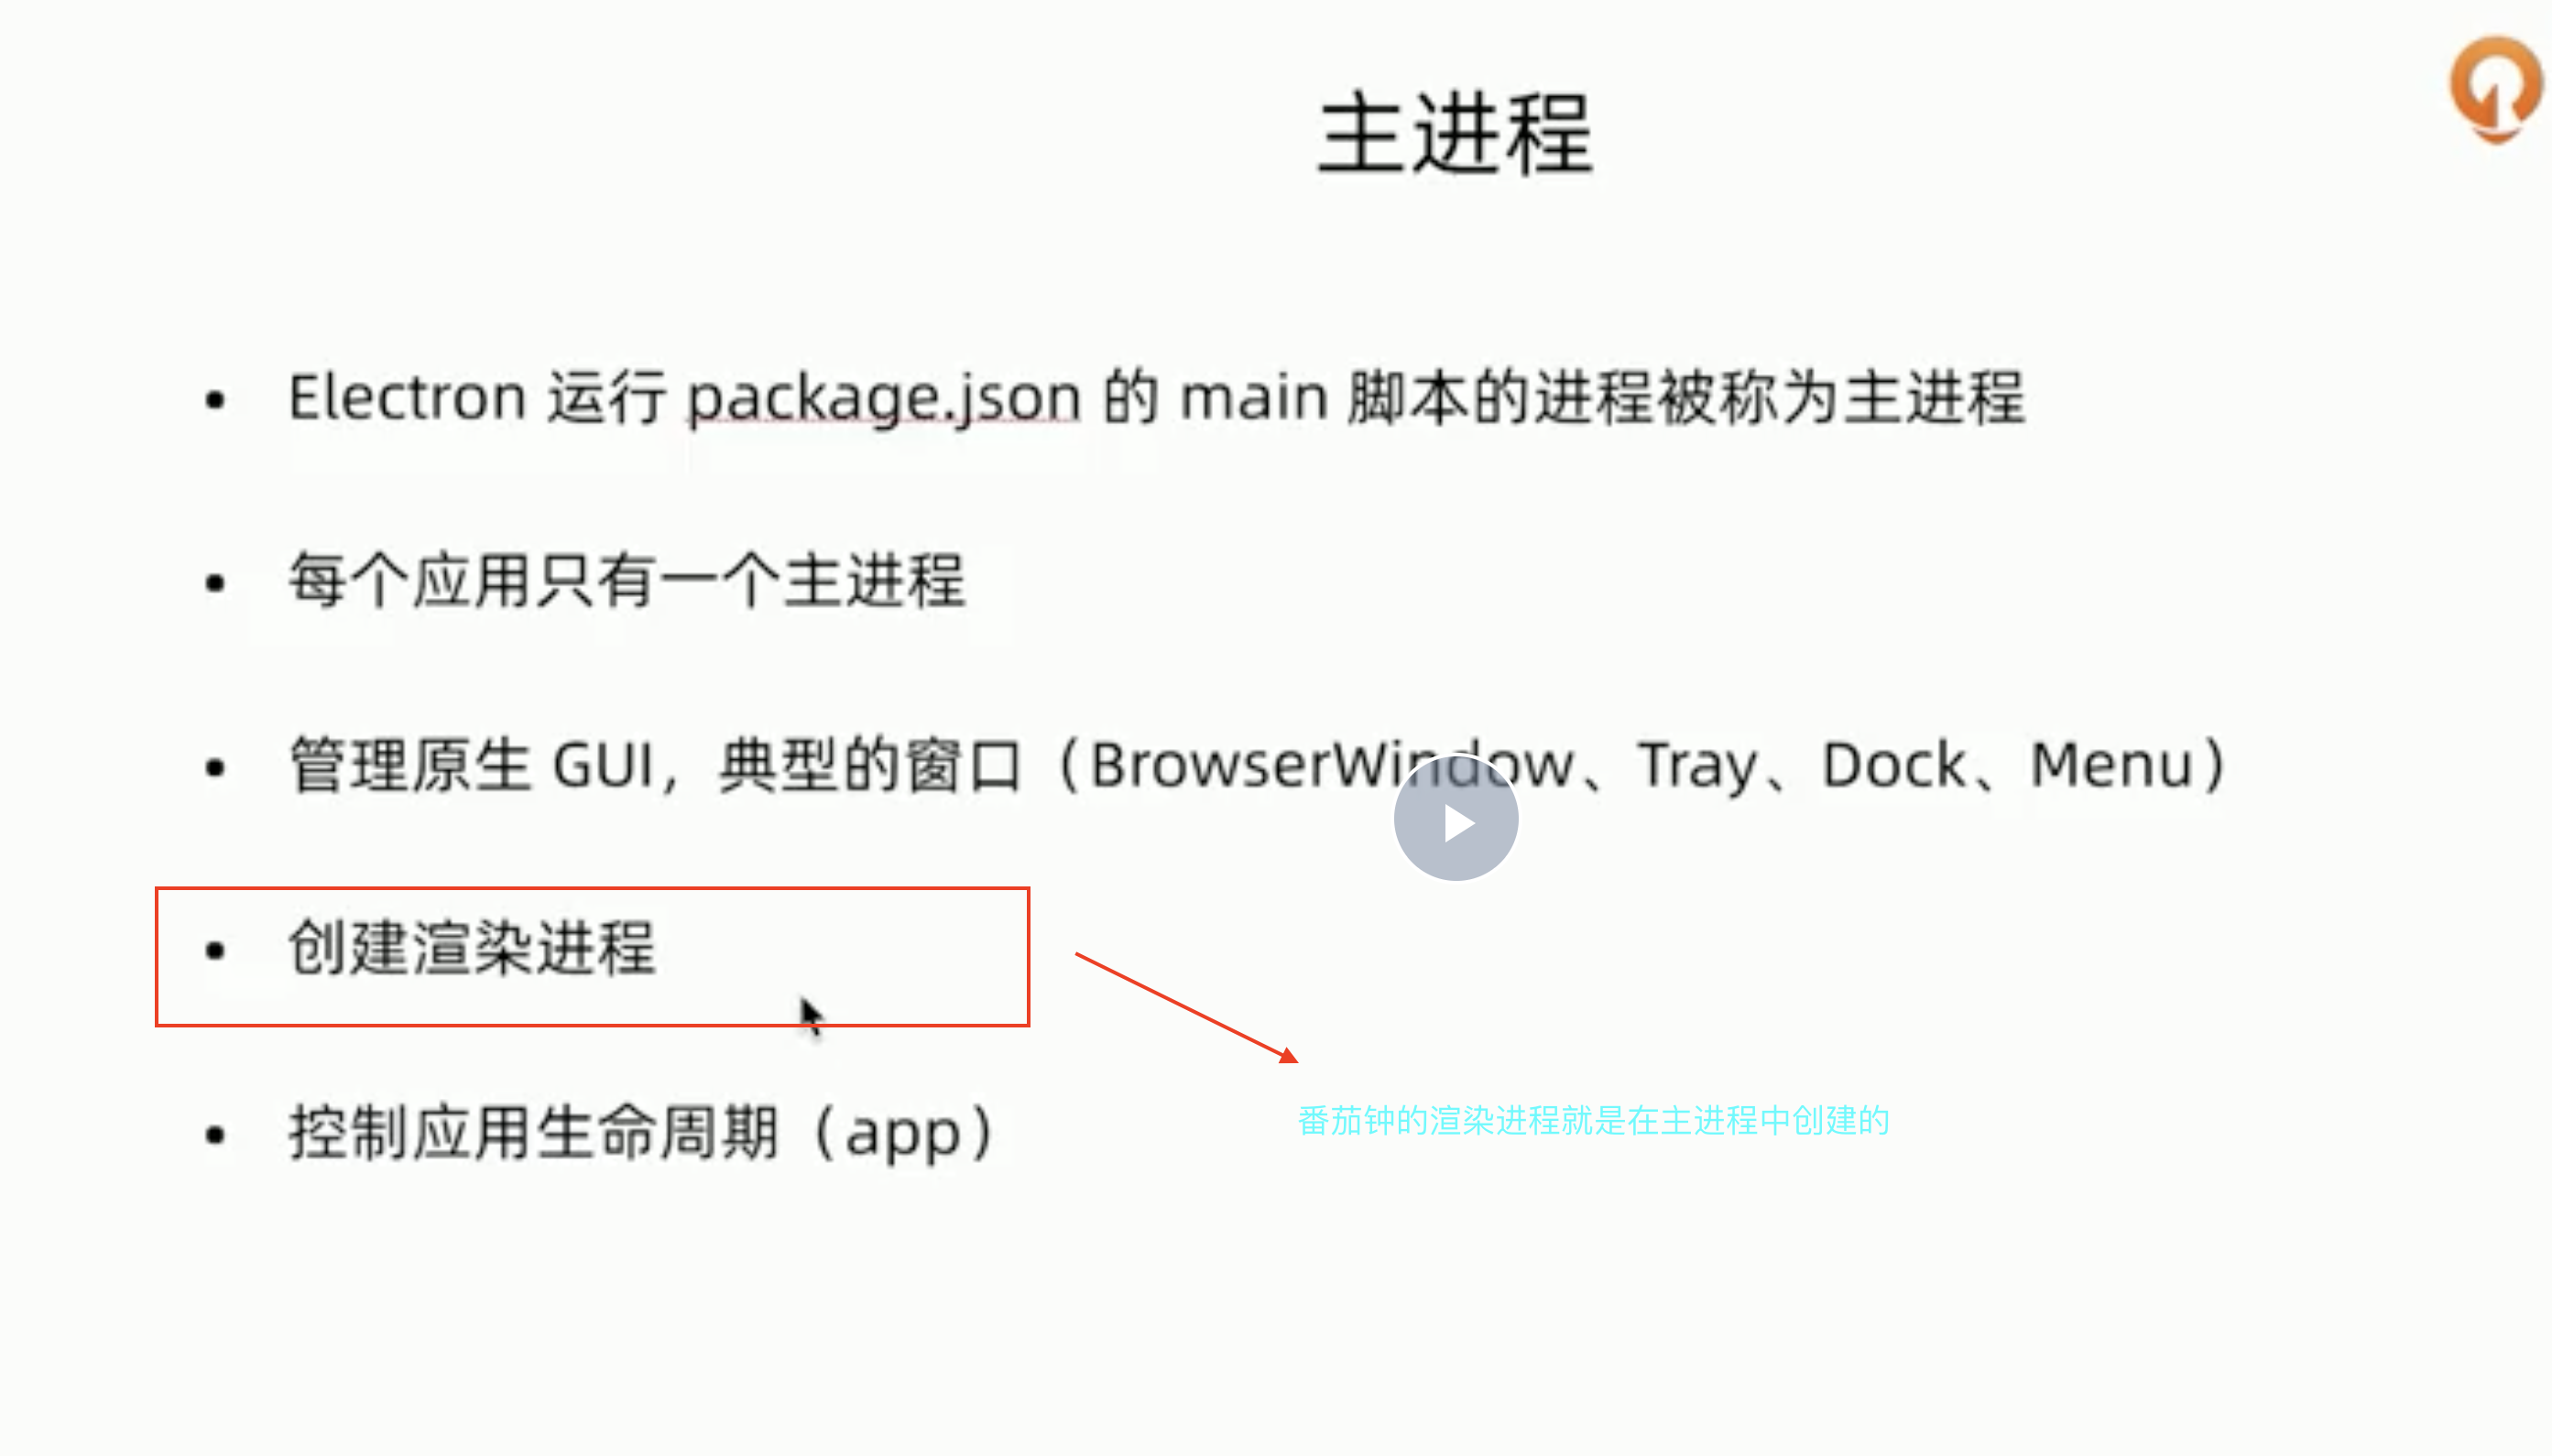 主进程
Electron 运行 package.json 的 main 脚本的进程被称为主进程
每个应用只有一个主进程
管理原生 GUI，典型的窗口（BrowserWindow、Tray、Dock、Menu）
创建渲染进程
番茄钟的渲染进程就是在主进程中创建的
控制应用生命周期（app）